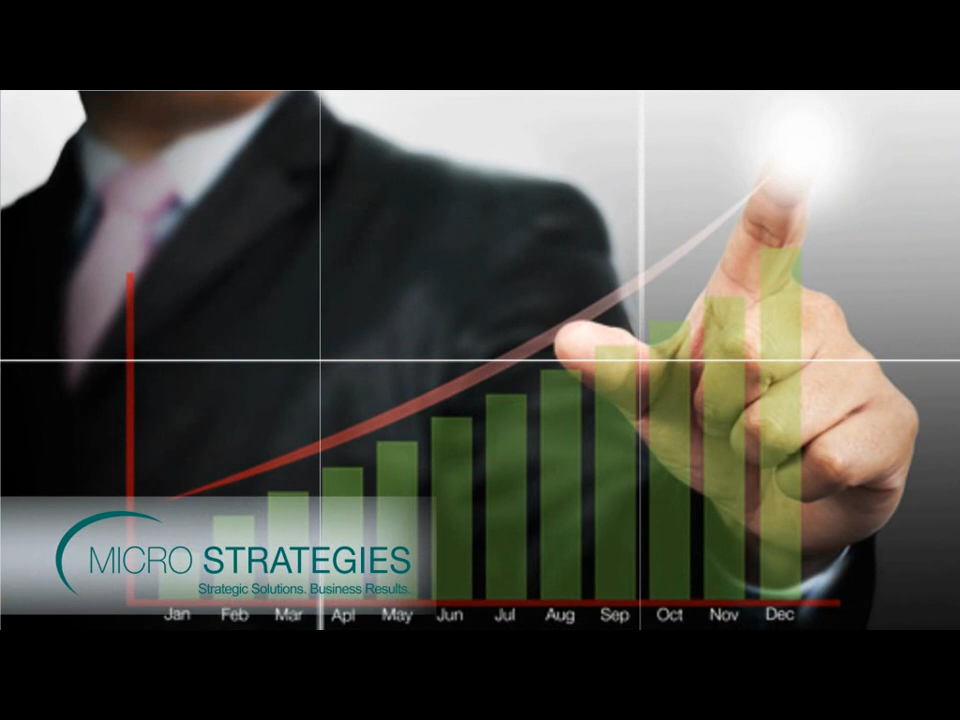 MICRO STRATEGIES
Strategic Solutions. Business Results.
Jan Feb Mar Apl May Jun Jul Aug Sep Oct Nov Dec